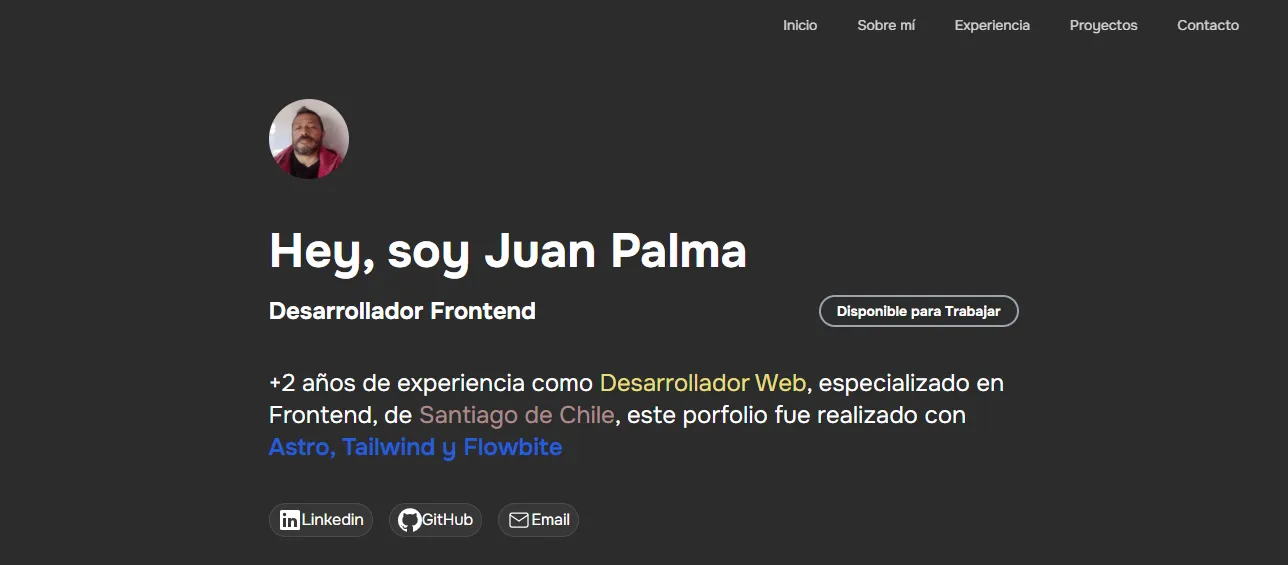 Inicio Sobre mí Experiencia Proyectos Contacto
Hey, soy Juan Palma
Desarrollador Frontend
Disponible para Trabajar
+2 años de experiencia como Desarrollador Web, especializado en
Frontend, de Santiago de Chile, este porfolio fue realizado con
Astro, Tailwind y Flowbite
Linkedin GitHub Email